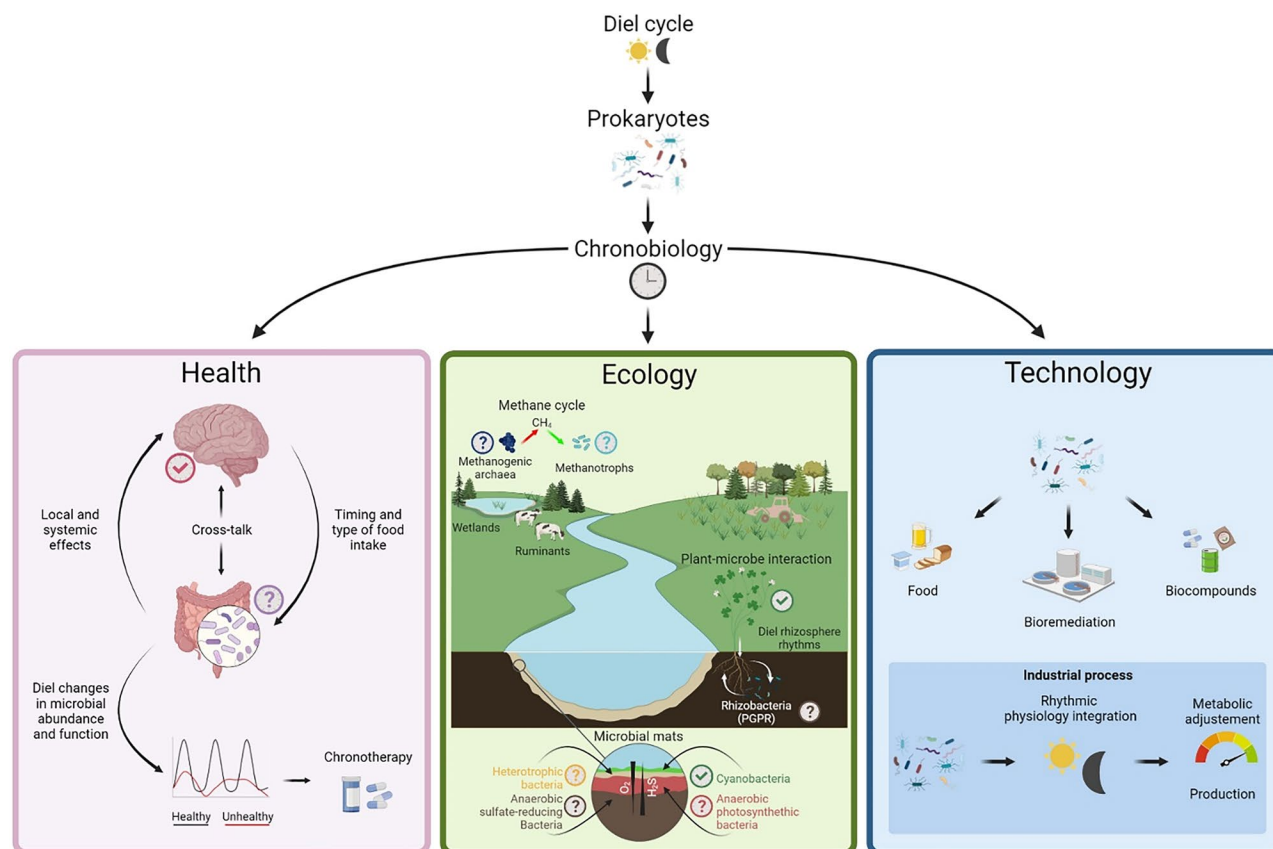 Diel cycle
Prokaryotes
Chronobiology
Health
Local and
systemic
effects
Cross-talk
Timing and
type of food
intake
?
Diel changes
in microbial
abundance
and function
Healthy
Unhealthy
Chronotherapy
Ecology
Methane cycle
CH₄
?
?
Methanogenic
archaea
Methanotrophs
Wetlands
Ruminants
Plant-microbe interaction
Diel rhizosphere
rhythms
Rhizobacteria
(PGPR)
?
Microbial mats
Heterotrophic
bacteria
?
Anaerobic
sulfate-reducing
Bacteria
?
O₂
H₂S
Cyanobacteria
?
Anaerobic
photosynthethic
bacteria
Technology
Food
Bioremediation
Biocompounds
Industrial process
Rhythmic
physiology integration
Metabolic
adjustement
Production